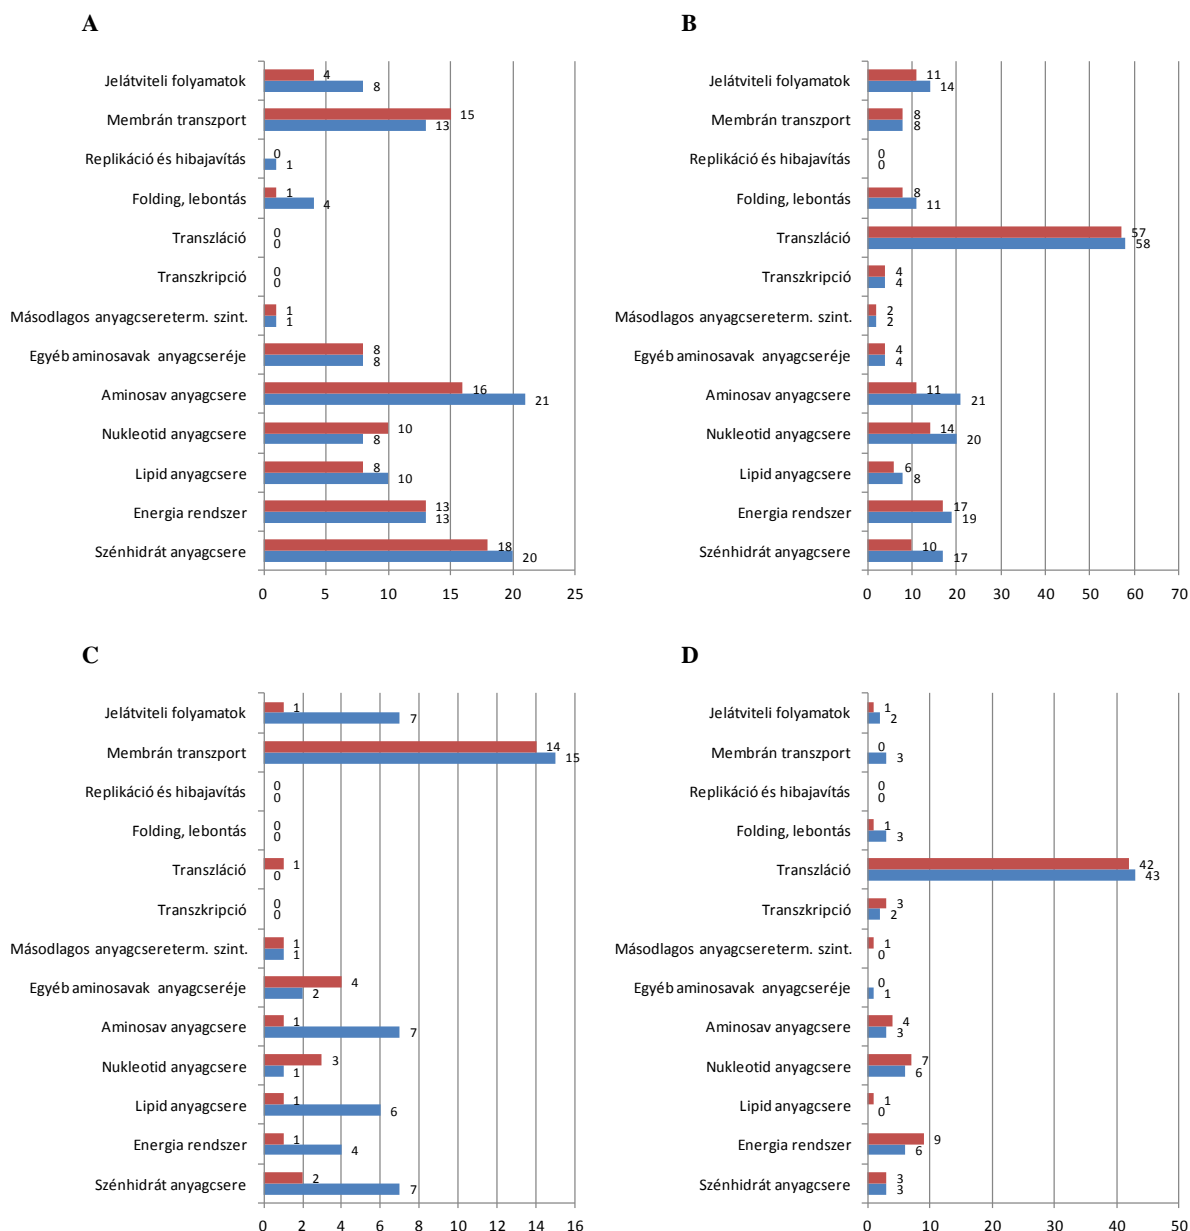 A
Jelátviteli folyamatok 4 8
Membrán transzport 15 13
Replikáció és hibajavítás 0 1
Folding, lebontás 1 4
Transzláció 0 0
Transzkripció 0 0
Másodlagos anyagcsereterm. szint. 1 1
Egyéb aminosavak anyagcseréje 8 8
Aminosav anyagcsere 16 21
Nukleotid anyagcsere 10 8
Lipid anyagcsere 8 10
Energia rendszer 13 13
Szénhidrát anyagcsere 18 20
0 5 10 15 20 25
B
Jelátviteli folyamatok 11 14
Membrán transzport 8 8
Replikáció és hibajavítás 0 0
Folding, lebontás 8 11
Transzláció 57 58
Transzkripció 4 4
Másodlagos anyagcsereterm. szint. 2 2
Egyéb aminosavak anyagcseréje 4 4
Aminosav anyagcsere 11 21
Nukleotid anyagcsere 14 20
Lipid anyagcsere 6 8
Energia rendszer 17 19
Szénhidrát anyagcsere 10 17
0 10 20 30 40 50 60 70
C
Jelátviteli folyamatok 1 7
Membrán transzport 14 15
Replikáció és hibajavítás 0 0
Folding, lebontás 0 0
Transzláció 1 0
Transzkripció 0 0
Másodlagos anyagcsereterm. szint. 1 1
Egyéb aminosavak anyagcseréje 4 2
Aminosav anyagcsere 1 7
Nukleotid anyagcsere 3 1
Lipid anyagcsere 1 6
Energia rendszer 1 4
Szénhidrát anyagcsere 2 7
0 2 4 6 8 10 12 14 16
D
Jelátviteli folyamatok 1 2
Membrán transzport 0 3
Replikáció és hibajavítás 0 0
Folding, lebontás 1 3
Transzláció 42 43
Transzkripció 3 2
Másodlagos anyagcsereterm. szint. 1 0
Egyéb aminosavak anyagcseréje 0 1
Aminosav anyagcsere 4 3
Nukleotid anyagcsere 7 6
Lipid anyagcsere 1 0
Energia rendszer 9 6
Szénhidrát anyagcsere 3 3
0 10 20 30 40 50